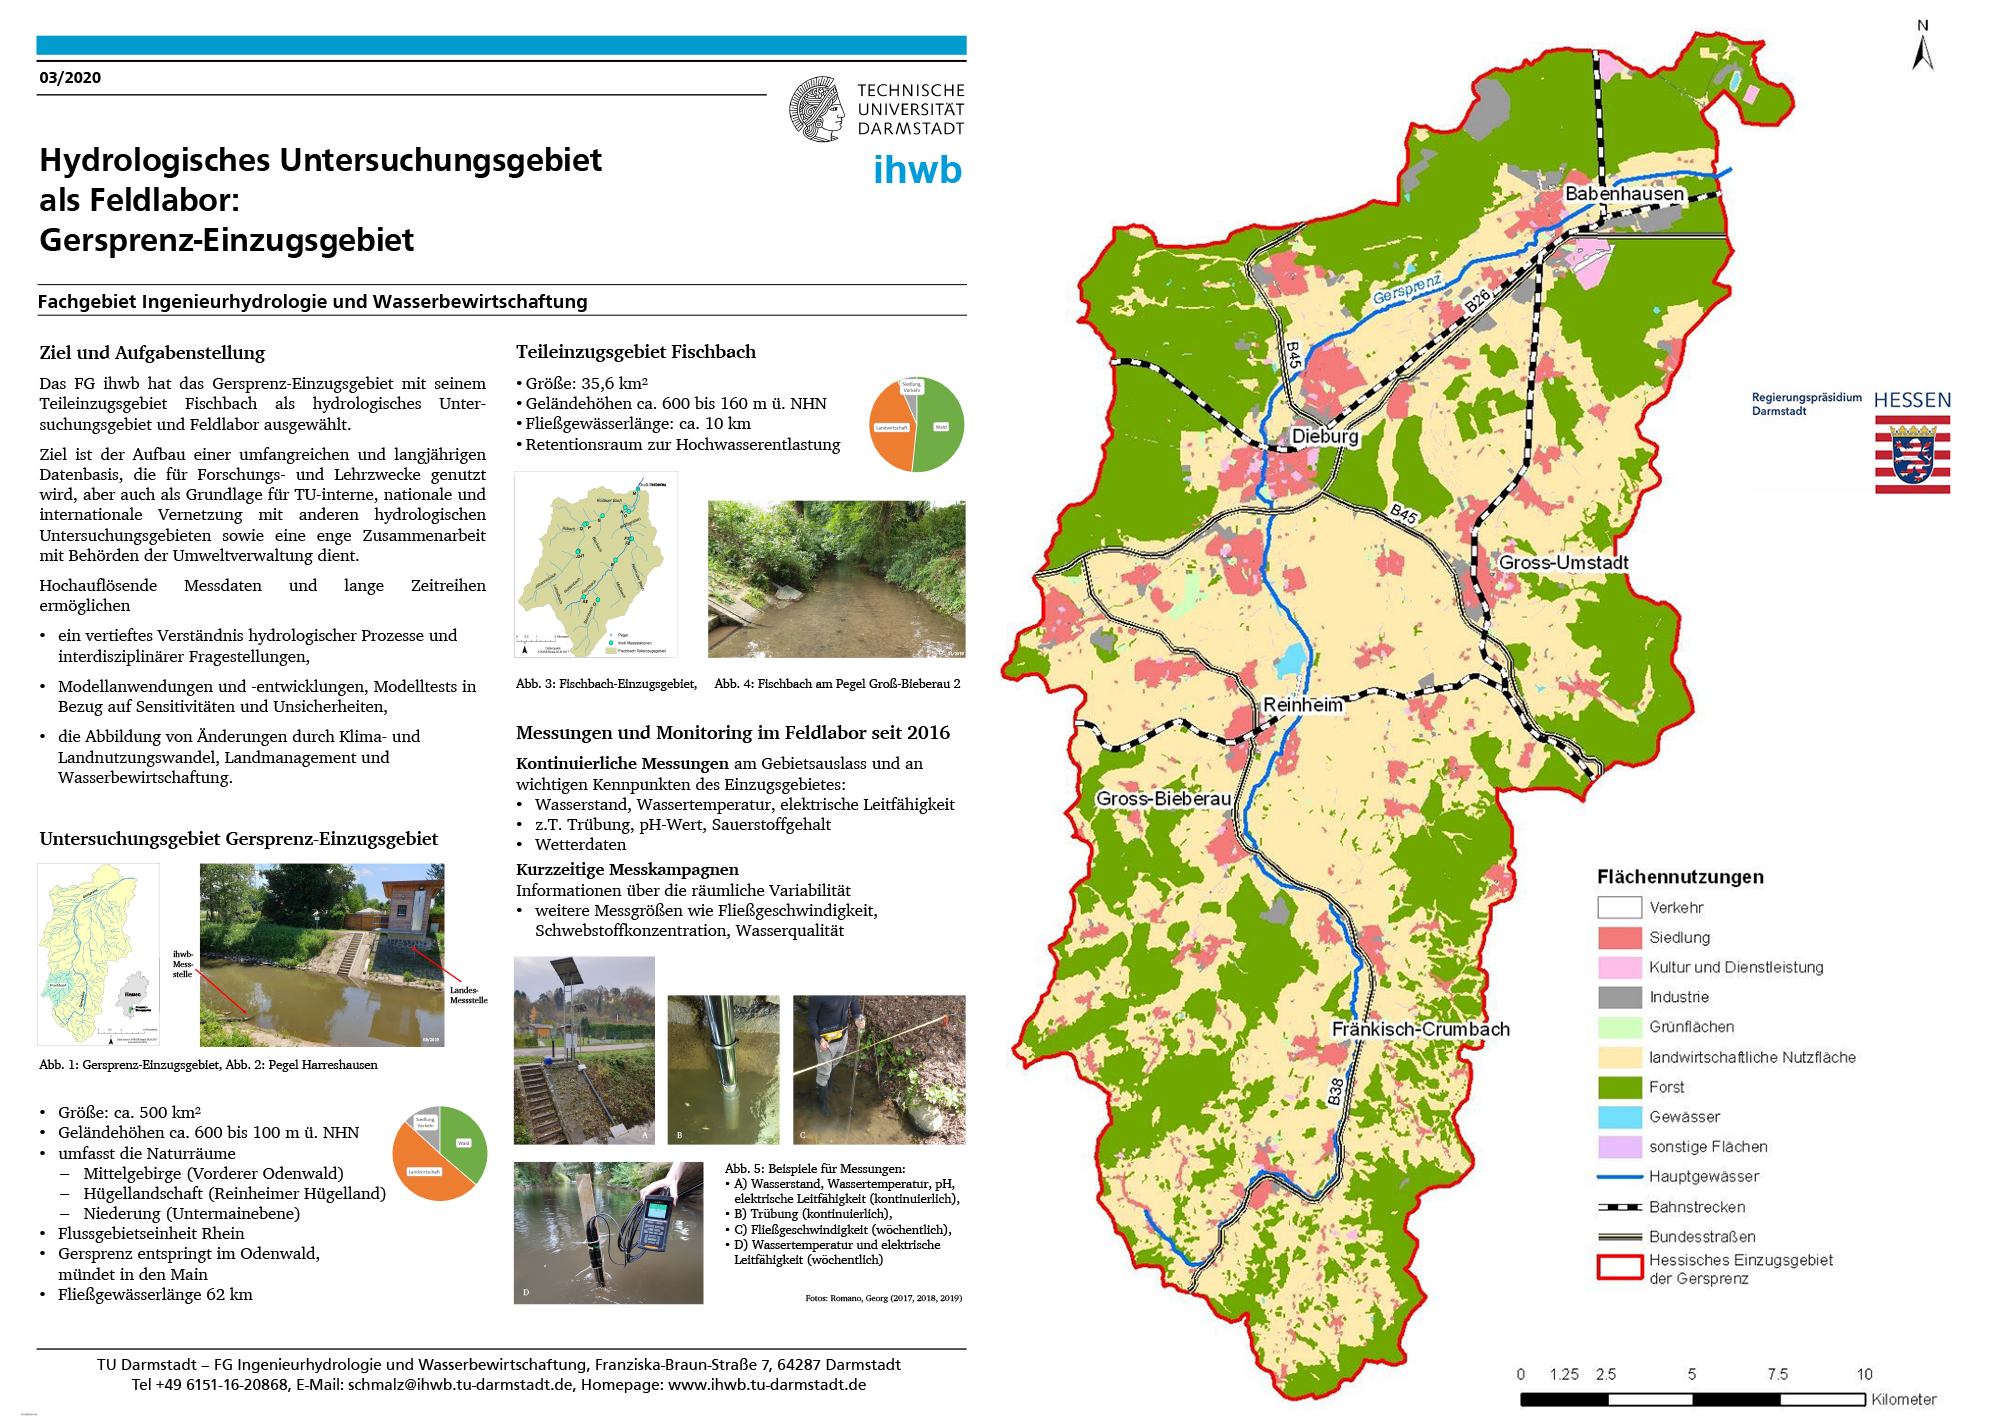 03/2020
TECHNISCHE
UNIVERSITÄT
DARMSTADT
ihwb
Hydrologisches Untersuchungsgebiet
als Feldlabor:
Gersprenz-Einzugsgebiet
Fachgebiet Ingenieurhydrologie und Wasserbewirtschaftung
Ziel und Aufgabenstellung
Das FG ihwb hat das Gersprenz-Einzugsgebiet mit seinem
Teileinzugsgebiet Fischbach als hydrologisches Unter-
suchungsgebiet und Feldlabor ausgewählt.
Ziel ist der Aufbau einer umfangreichen und langjährigen
Datenbasis, die für Forschungs- und Lehrzwecke genutzt
wird, aber auch als Grundlage für TU-interne, nationale und
internationale Vernetzung mit anderen hydrologischen
Untersuchungsgebieten sowie eine enge Zusammenarbeit
mit Behörden der Umweltverwaltung dient.
Hochauflösende Messdaten und lange Zeitreihen
ermöglichen
• ein vertieftes Verständnis hydrologischer Prozesse und
interdisziplinärer Fragestellungen,
• Modellanwendungen und -entwicklungen, Modelltests in
Bezug auf Sensitivitäten und Unsicherheiten,
• die Abbildung von Änderungen durch Klima- und
Landnutzungswandel, Landmanagement und
Wasserbewirtschaftung.
Untersuchungsgebiet Gersprenz-Einzugsgebiet
ihwb-
Mess-
stelle
Landes-
Messstelle
05/2019
Abb. 1: Gersprenz-Einzugsgebiet, Abb. 2: Pegel Harreshausen
• Größe: ca. 500 km²
• Geländehöhen ca. 600 bis 100 m ü. NHN
• umfasst die Naturräume
– Mittelgebirge (Vorderer Odenwald)
– Hügellandschaft (Reinheimer Hügelland)
– Niederung (Untermainebene)
• Flussgebietseinheit Rhein
• Gersprenz entspringt im Odenwald,
mündet in den Main
• Fließgewässerlänge 62 km
Siedlung,
Verkehr
Wald
Landwirtschaft
Teileinzugsgebiet Fischbach
• Größe: 35,6 km²
• Geländehöhen ca. 600 bis 160 m ü. NHN
• Fließgewässerlänge: ca. 10 km
• Retentionsraum zur Hochwasserentlastung
Siedlung,
Verkehr
Landwirtschaft
Wald
Pegel
ihwb Messstationen
Fischbach-Teileinzugsgebiet
Abb. 3: Fischbach-Einzugsgebiet,
Abb. 4: Fischbach am Pegel Groß-Bieberau 2
Messungen und Monitoring im Feldlabor seit 2016
Kontinuierliche Messungen am Gebietsauslass und an
wichtigen Kennpunkten des Einzugsgebietes:
• Wasserstand, Wassertemperatur, elektrische Leitfähigkeit
• z.T. Trübung, pH-Wert, Sauerstoffgehalt
• Wetterdaten
Kurzzeitige Messkampagnen
Informationen über die räumliche Variabilität
• weitere Messgrößen wie Fließgeschwindigkeit,
Schwebstoffkonzentration, Wasserqualität
A
B
C
D
Abb. 5: Beispiele für Messungen:
• A) Wasserstand, Wassertemperatur, pH,
elektrische Leitfähigkeit (kontinuierlich),
• B) Trübung (kontinuierlich),
• C) Fließgeschwindigkeit (wöchentlich),
• D) Wassertemperatur und elektrische
Leitfähigkeit (wöchentlich)
Fotos: Romano, Georg (2017, 2018, 2019)
TU Darmstadt – FG Ingenieurhydrologie und Wasserbewirtschaftung, Franziska-Braun-Straße 7, 64287 Darmstadt
Tel +49 6151-16-20868, E-Mail: schmalz@ihwb.tu-darmstadt.de, Homepage: www.ihwb.tu-darmstadt.de
N
Babenhausen
Gersprenz
B26
B45
Dieburg
B45
Gross-Umstadt
Reinheim
Gross-Bieberau
Fränkisch-Crumbach
B38
Regierungspräsidium
Darmstadt
HESSEN
Flächennutzungen
Verkehr
Siedlung
Kultur und Dienstleistung
Industrie
Grünflächen
landwirtschaftliche Nutzfläche
Forst
Gewässer
sonstige Flächen
Hauptgewässer
Bahnstrecken
Bundesstraßen
Hessisches Einzugsgebiet
der Gersprenz
0 1.25 2.5 5 7.5 10
Kilometer